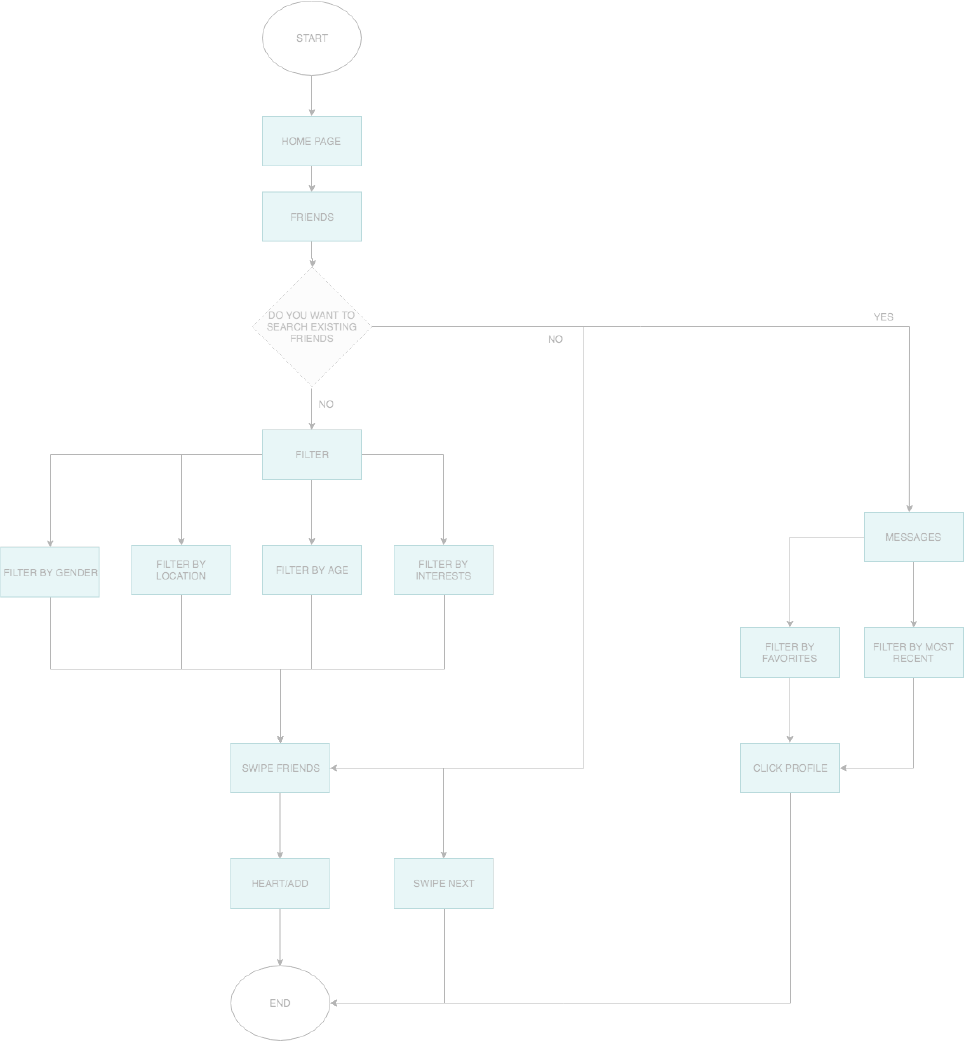 START
HOME PAGE
FRIENDS
DO YOU WANT TO
SEARCH EXISTING
FRIENDS
YES
NO
NO
FILTER
MESSAGES
FILTER BY GENDER
FILTER BY
LOCATION
FILTER BY AGE
FILTER BY
INTERESTS
FILTER BY
FAVORITES
FILTER BY MOST
RECENT
SWIPE FRIENDS
CLICK PROFILE
HEART/ADD
SWIPE NEXT
END